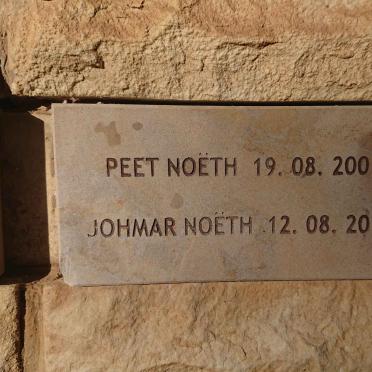 PEET NOËTH 19. 08. 200
JOHMAR NOËTH 12. 08. 20